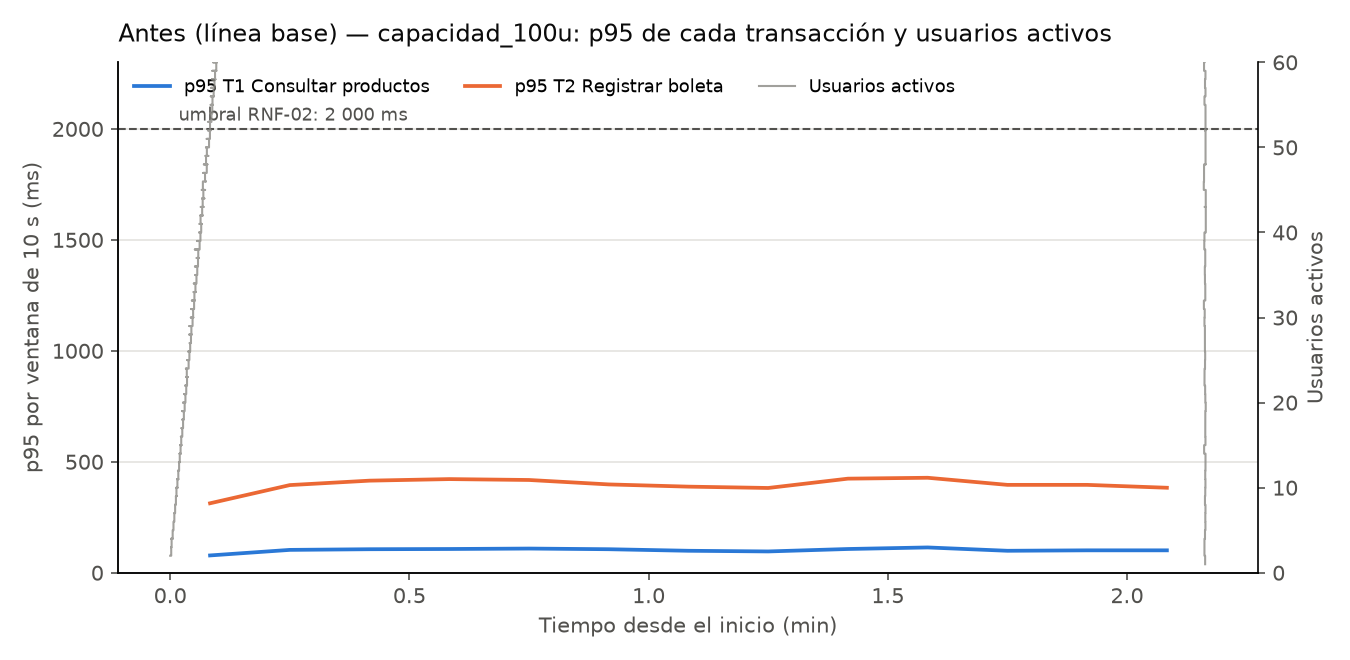 Antes (línea base) — capacidad_100u: p95 de cada transacción y usuarios activos
p95 T1 Consultar productos
p95 T2 Registrar boleta
Usuarios activos
umbral RNF-02: 2 000 ms
p95 por ventana de 10 s (ms)
2000
1500
1000
500
0
60
50
40
30
20
10
0
Usuarios activos
0.0
0.5
1.0
1.5
2.0
Tiempo desde el inicio (min)